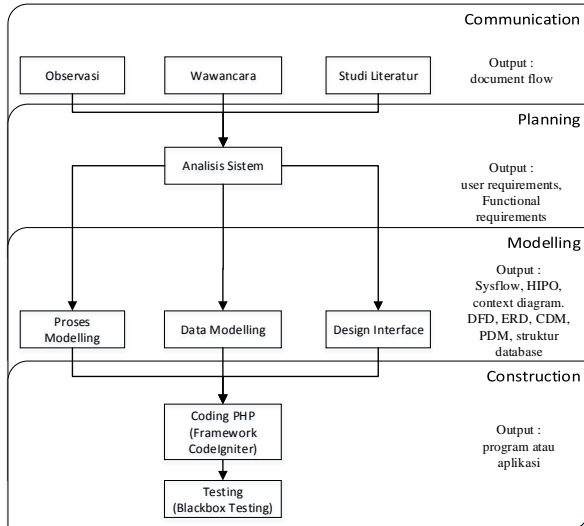 Communication
Observasi
Wawancara
Studi Literatur
Output :
document flow
Planning
Analisis Sistem
Output :
user requirements,
Functional
requirements
Modelling
Output :
Sysflow, HIPO,
context diagram.
DFD, ERD, CDM,
PDM, struktur
database
Proses
Modelling
Data Modelling
Design Interface
Construction
Coding PHP
(Framework
CodeIgniter)
Output :
program atau
aplikasi
Testing
(Blackbox Testing)